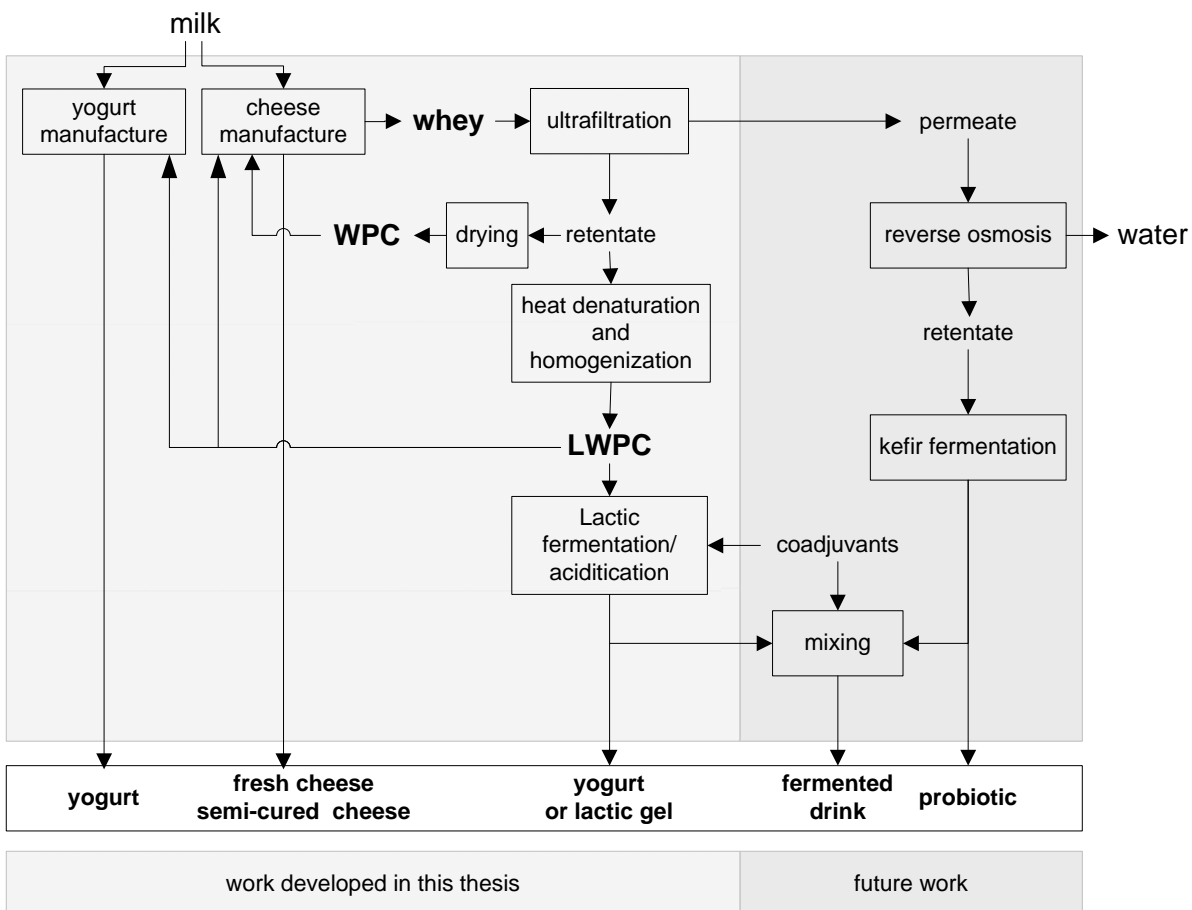 milk
yogurt
manufacture
cheese
manufacture
whey
ultrafiltration
permeate
WPC
drying
retentate
reverse osmosis
water
heat denaturation
and
homogenization
retentate
LWPC
kefir fermentation
Lactic
fermentation/
aciditication
coadjuvants
mixing
yogurt
fresh cheese
semi-cured cheese
yogurt
or lactic gel
fermented
drink
probiotic
work developed in this thesis
future work